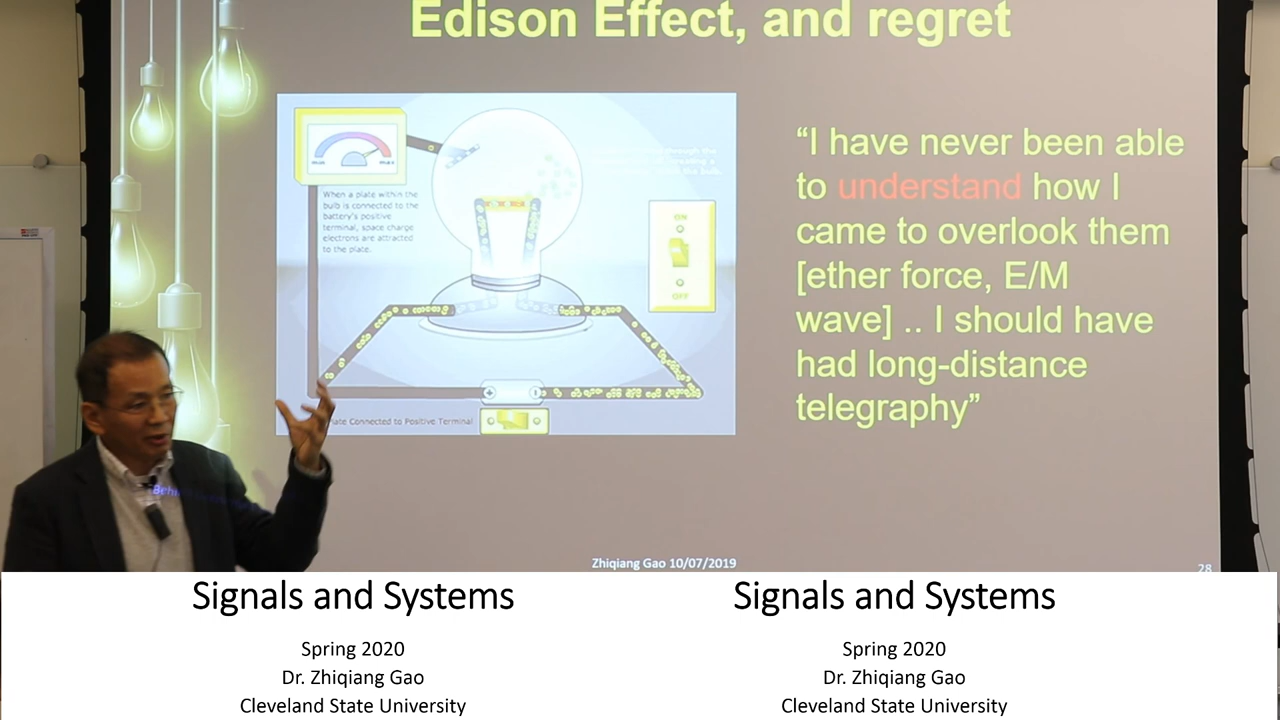 Edison Effect, and regret
min
max
When a plate within the
bulb is connected to the
battery's positive
terminal, space charge
electrons are attracted
to the plate.
through the
ON
OFF
Plate Connected to Positive Terminal
“I have never been able
to understand how I
came to overlook them
[ether force, E/M
wave] .. I should have
had long-distance
telegraphy”
Zhiqiang Gao 10/07/2019
28
Signals and Systems
Spring 2020
Dr. Zhiqiang Gao
Cleveland State University
Signals and Systems
Spring 2020
Dr. Zhiqiang Gao
Cleveland State University